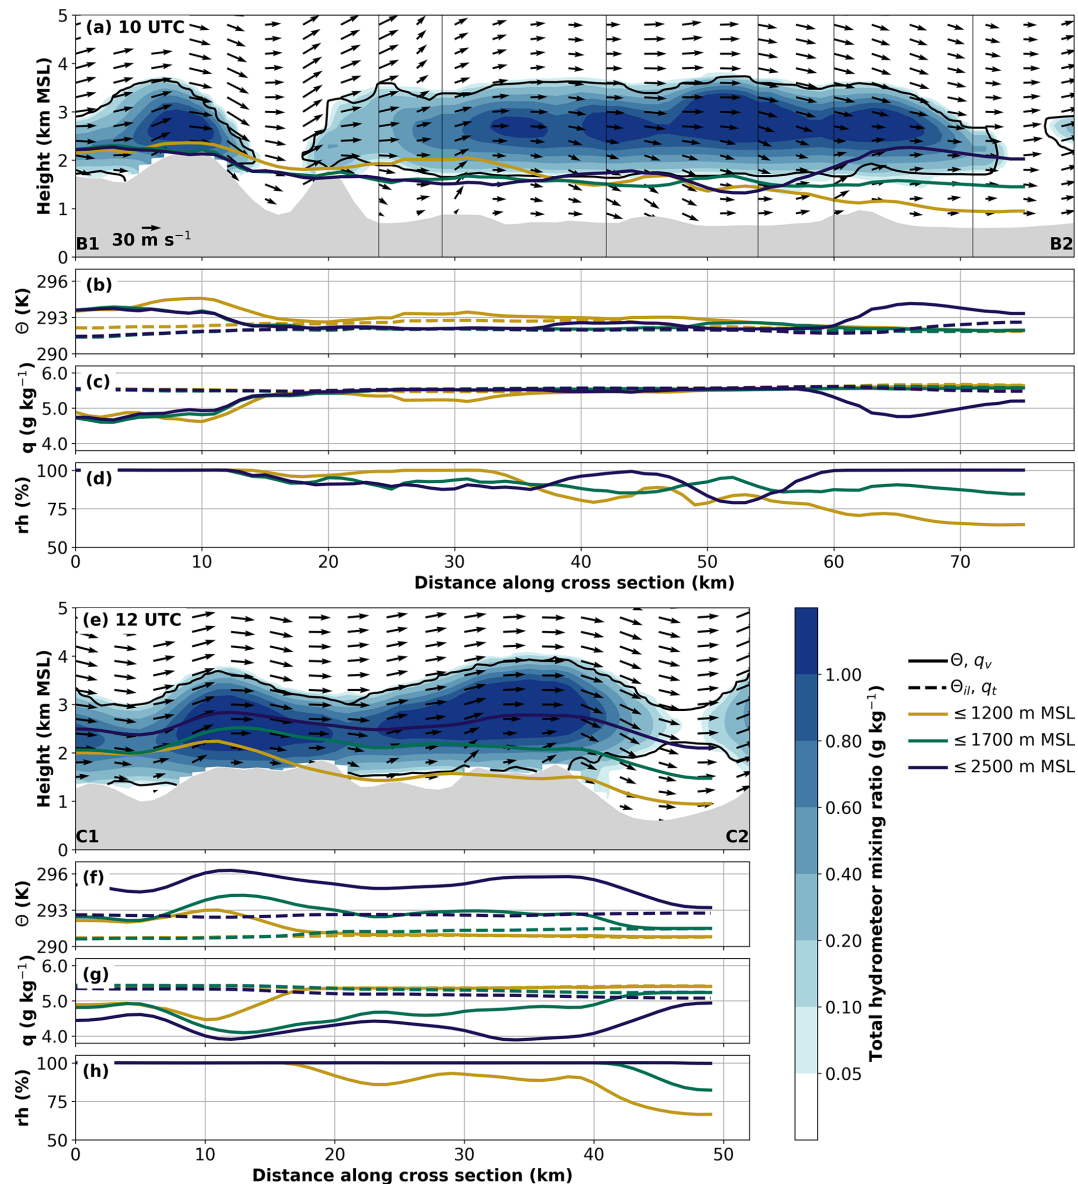 (a) 10 UTC
5
4
3
2
1
0
Height (km MSL)
B1
30 m s⁻¹
B2
(b)
296
293
290
Θ (K)
(c)
6.0
5.0
4.0
q (g kg⁻¹)
(d)
100
75
50
rh (%)
0 10 20 30 40 50 60 70
Distance along cross section (km)
(e) 12 UTC
5
4
3
2
1
0
Height (km MSL)
C1
C2
(f)
296
293
290
Θ (K)
(g)
6.0
5.0
4.0
q (g kg⁻¹)
(h)
100
75
50
rh (%)
0 10 20 30 40 50
Distance along cross section (km)
1.00
0.80
0.60
0.40
0.20
0.10
0.05
Total hydrometeor mixing ratio (g kg⁻¹)
Θ, qᵥ
Θᵢₗ, qₜ
≤1200 m MSL
≤1700 m MSL
≤2500 m MSL